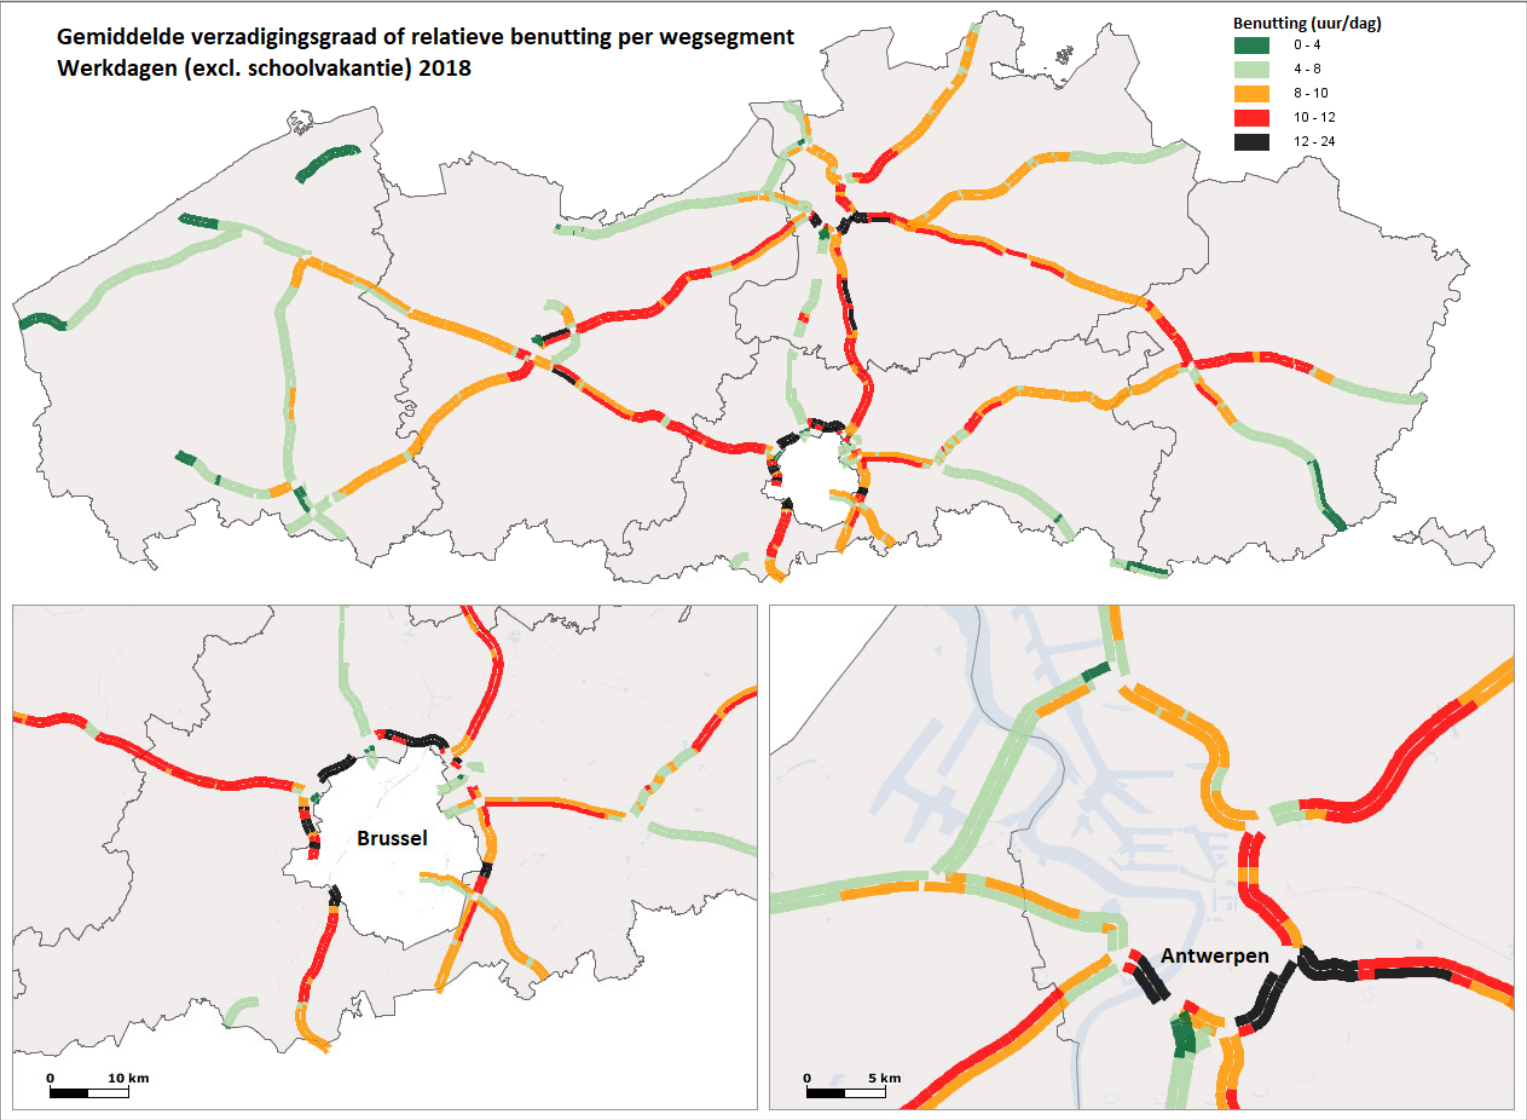 Gemiddelde verzadigingsgraad of relatieve benutting per wegsegment
Werkdagen (excl. schoolvakantie) 2018
Benutting (uur/dag)
0 - 4
4 - 8
8 - 10
10 - 12
12 - 24
Brussel
0 10 km
Antwerpen
0 5 km